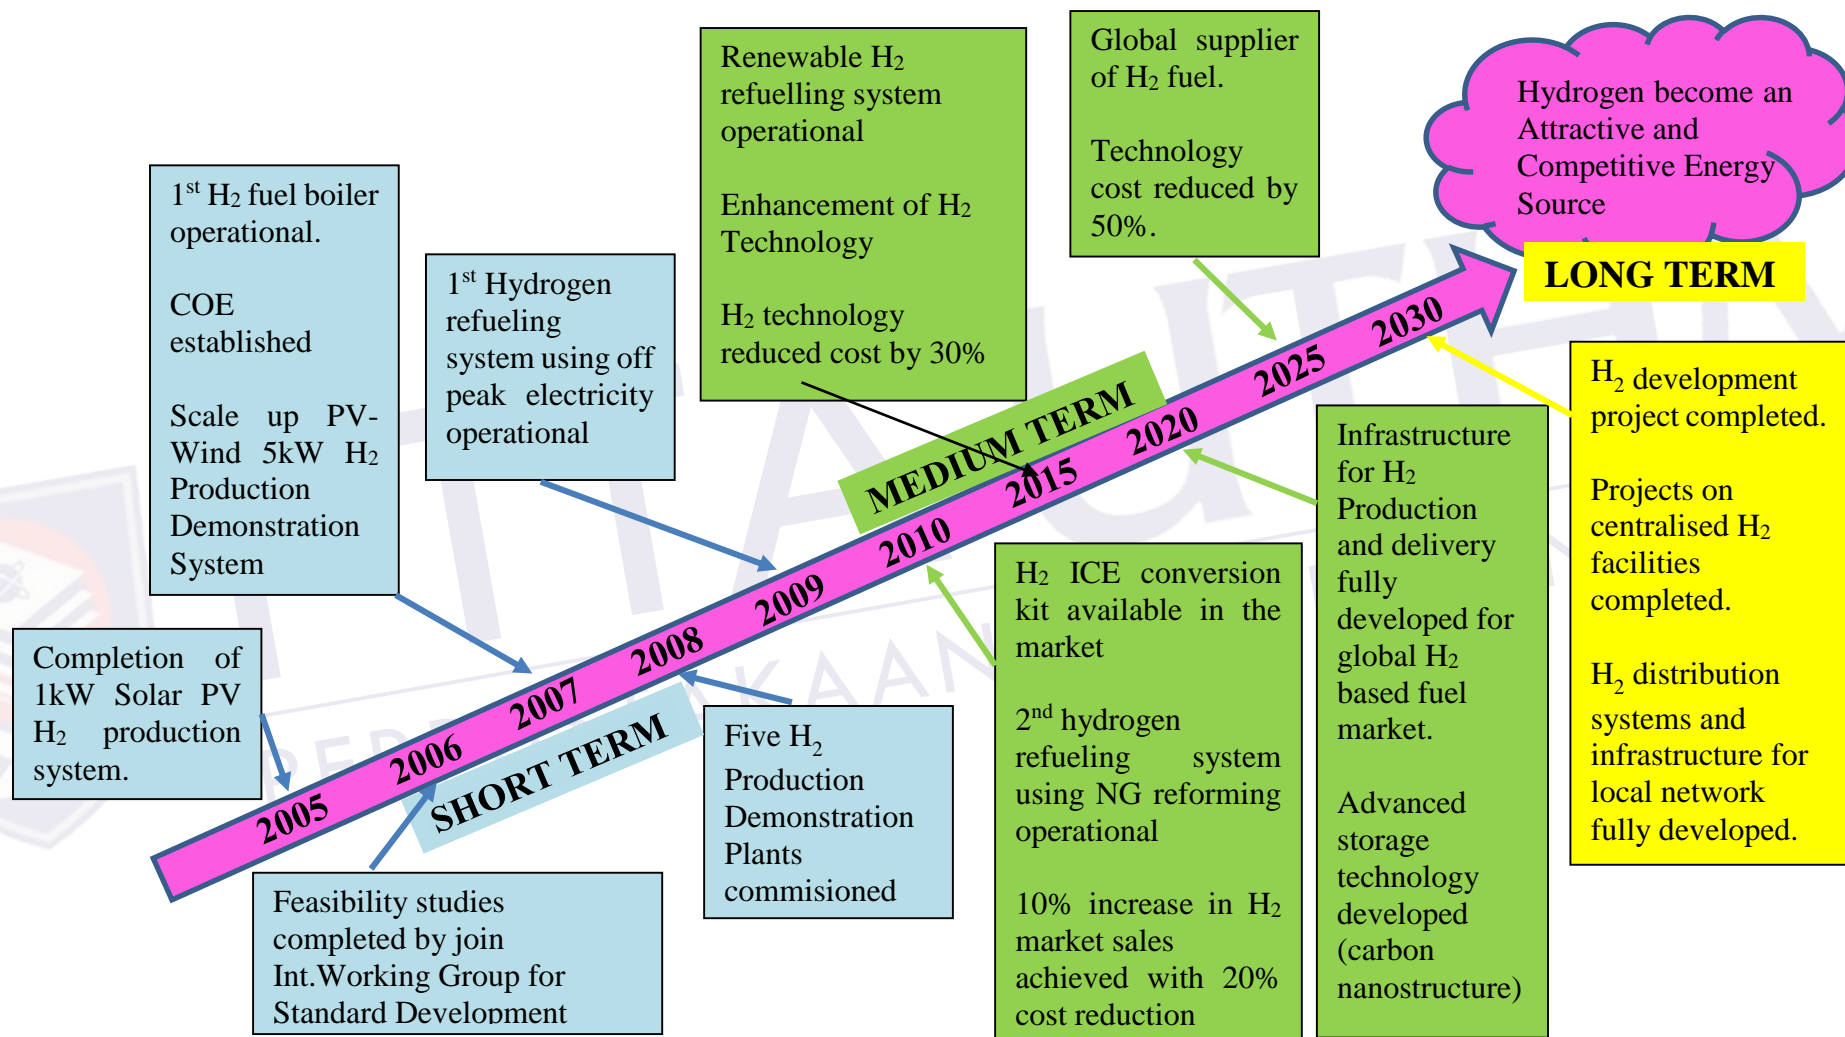 Renewable H₂
refuelling system
operational
Enhancement of H₂
Technology
H₂ technology
reduced cost by 30%
Global supplier
of H₂ fuel.
Technology
cost reduced by
50%.
Hydrogen become an
Attractive and
Competitive Energy
Source
LONG TERM
1st H₂ fuel boiler
operational.
COE
established
Scale up PV-
Wind 5kW H₂
Production
Demonstration
System
1st Hydrogen
refueling
system using off
peak electricity
operational
MEDIUM TERM
SHORT TERM
2005
2006
2007
2008
2009
2010
2015
2020
2025
2030
Completion of
1kW Solar PV
H₂ production
system.
Feasibility studies
completed by join
Int.Working Group for
Standard Development
Five H₂
Production
Demonstration
Plants
commisioned
H₂ ICE conversion
kit available in the
market
2nd hydrogen
refueling system
using NG reforming
operational
10% increase in H₂
market sales
achieved with 20%
cost reduction
Infrastructure
for H₂
Production
and delivery
fully
developed for
global H₂
based fuel
market.
Advanced
storage
technology
developed
(carbon
nanostructure)
H₂ development
project completed.
Projects on
centralised H₂
facilities
completed.
H₂ distribution
systems and
infrastructure for
local network
fully developed.